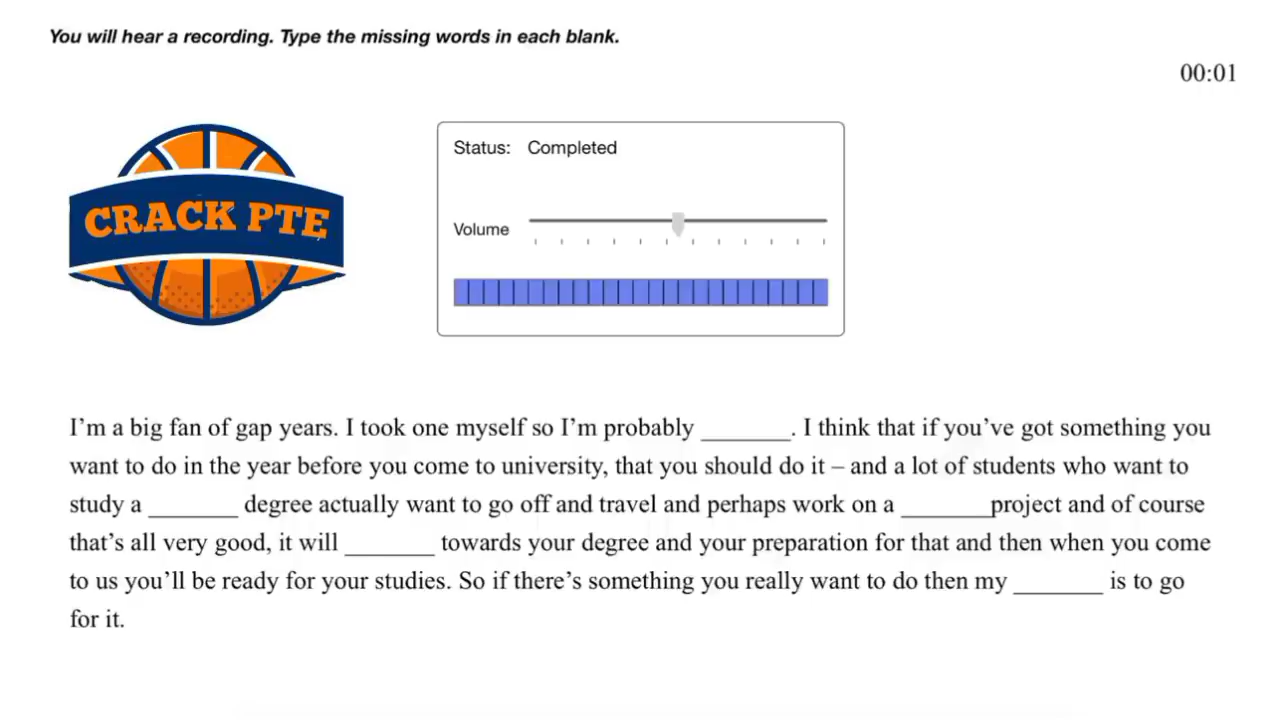 You will hear a recording. Type the missing words in each blank.
00:01
CRACK PTE
Status: Completed
Volume
I’m a big fan of gap years. I took one myself so I’m probably _______. I think that if you’ve got something you
want to do in the year before you come to university, that you should do it – and a lot of students who want to
study a _______ degree actually want to go off and travel and perhaps work on a _______project and of course
that’s all very good, it will _______ towards your degree and your preparation for that and then when you come
to us you’ll be ready for your studies. So if there’s something you really want to do then my _______ is to go
for it.